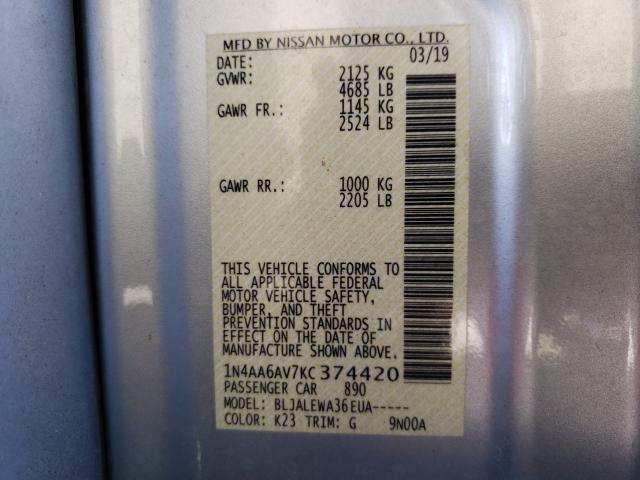 MFD BY NISSAN MOTOR CO., LTD.
DATE: 03/19
GVWR: 2125 KG
4685 LB
GAWR FR.: 1145 KG
2524 LB
GAWR RR.: 1000 KG
2205 LB
THIS VEHICLE CONFORMS TO
ALL APPLICABLE FEDERAL
MOTOR VEHICLE SAFETY,
BUMPER, AND THEFT
PREVENTION STANDARDS IN
EFFECT ON THE DATE OF
MANUFACTURE SHOWN ABOVE.
1N4AA6AV7KC374420
PASSENGER CAR 890
MODEL: BLJALEWA36EUA-----
COLOR: K23 TRIM: G 9N00A